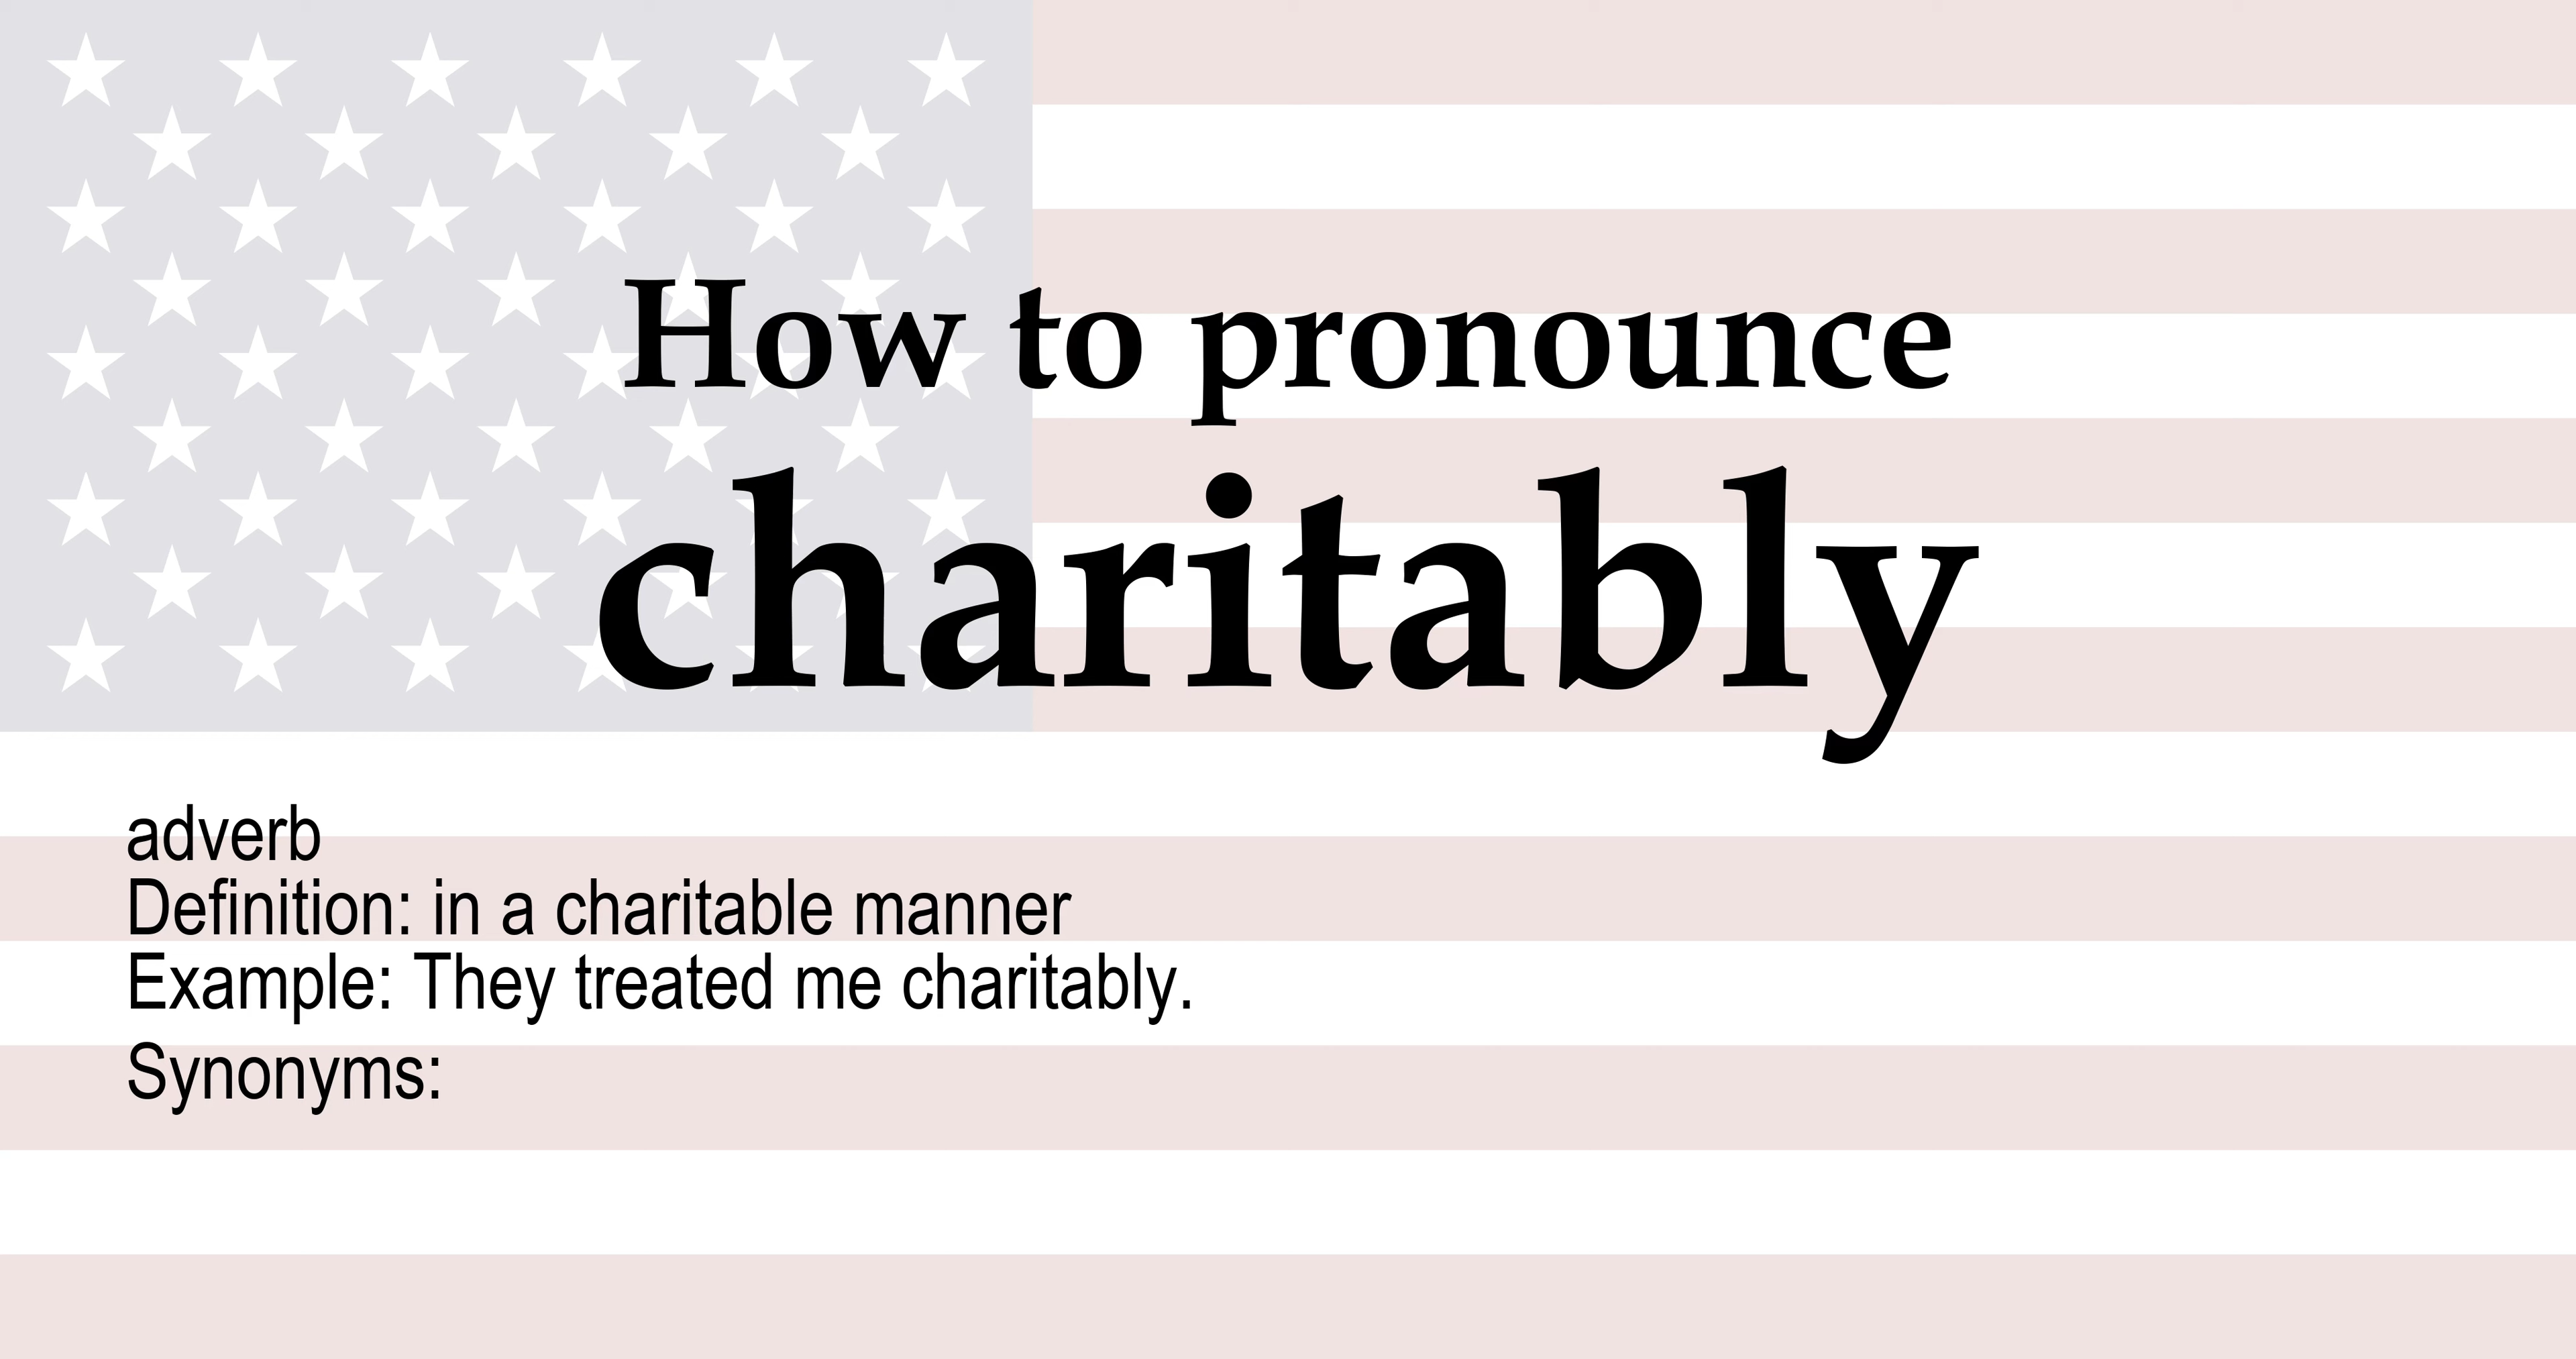 How to pronounce
charitably
adverb
Definition: in a charitable manner
Example: They treated me charitably.
Synonyms: